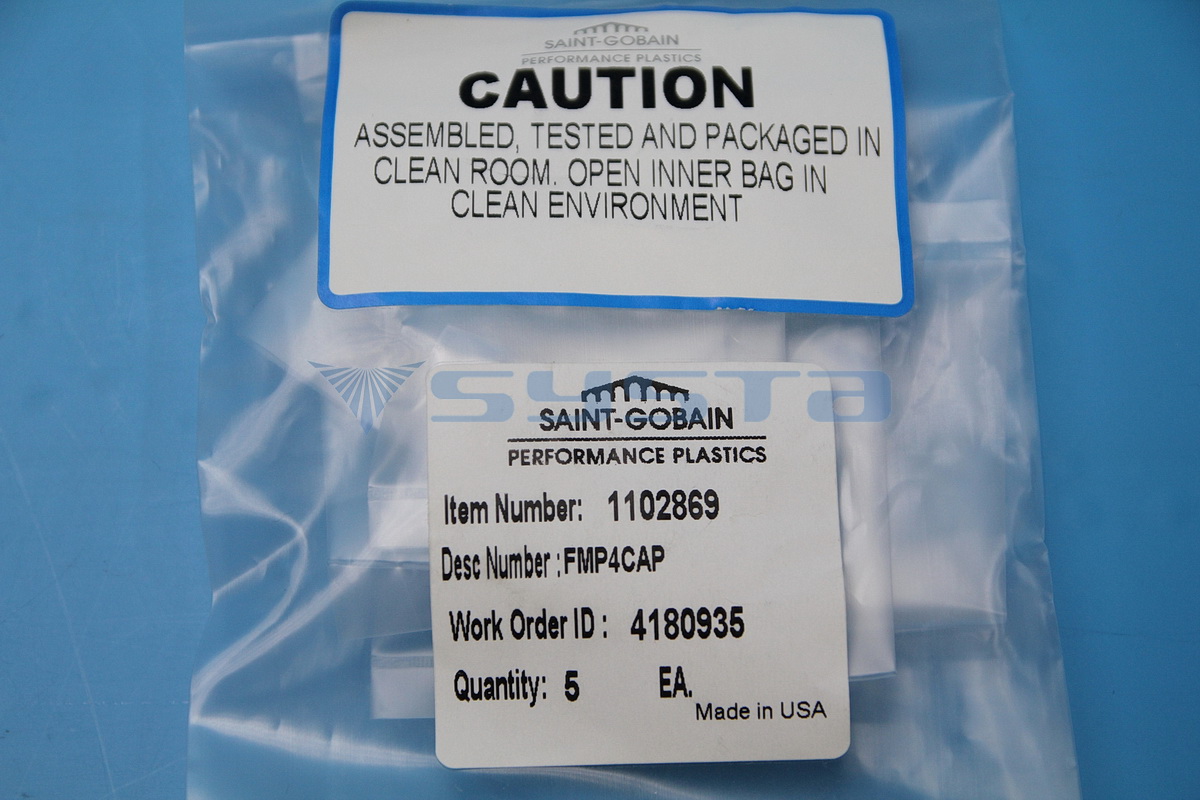 SAINT-GOBAIN
PERFORMANCE PLASTICS
CAUTION
ASSEMBLED, TESTED AND PACKAGED IN
CLEAN ROOM. OPEN INNER BAG IN
CLEAN ENVIRONMENT
systa
SAINT-GOBAIN
PERFORMANCE PLASTICS
Item Number: 1102869
Desc Number : FMP4CAP
Work Order ID : 4180935
Quantity: 5 EA.
Made in USA